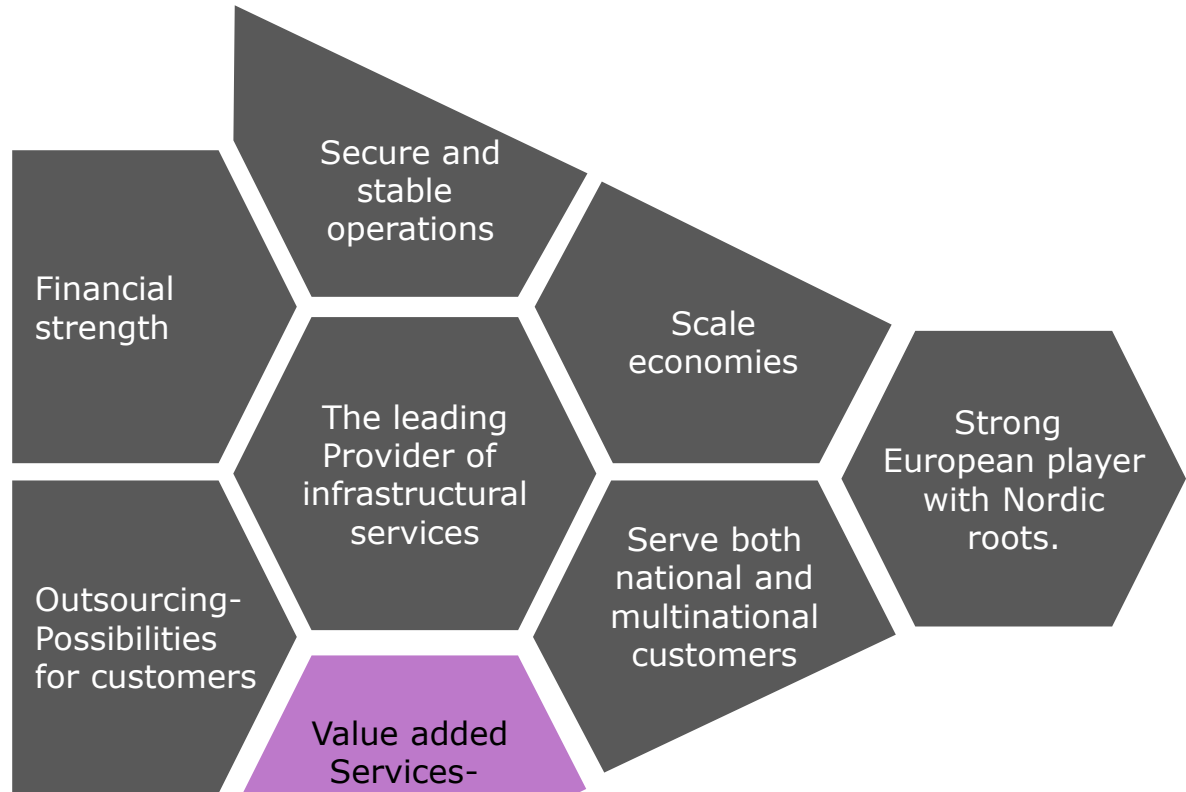 Secure and
stable
operations
Financial
strength
Scale
economies
The leading
Provider of
infrastructural
services
Strong
European player
with Nordic
roots.
Serve both
national and
multinational
customers
Outsourcing-
Possibilities
for customers
Value added
Services-